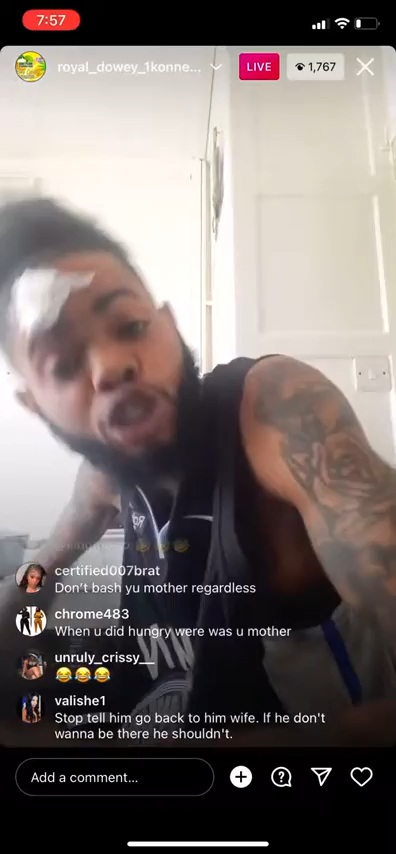 7:57
royal_dowey_1konne...
LIVE
1,767
certified007brat
Don't bash yu mother regardless
chrome483
When u did hungry were was u mother
unruly_crissy__
😂😂😂
valishe1
Stop tell him go back to him wife. If he don't
wanna be there he shouldn't.
Add a comment...